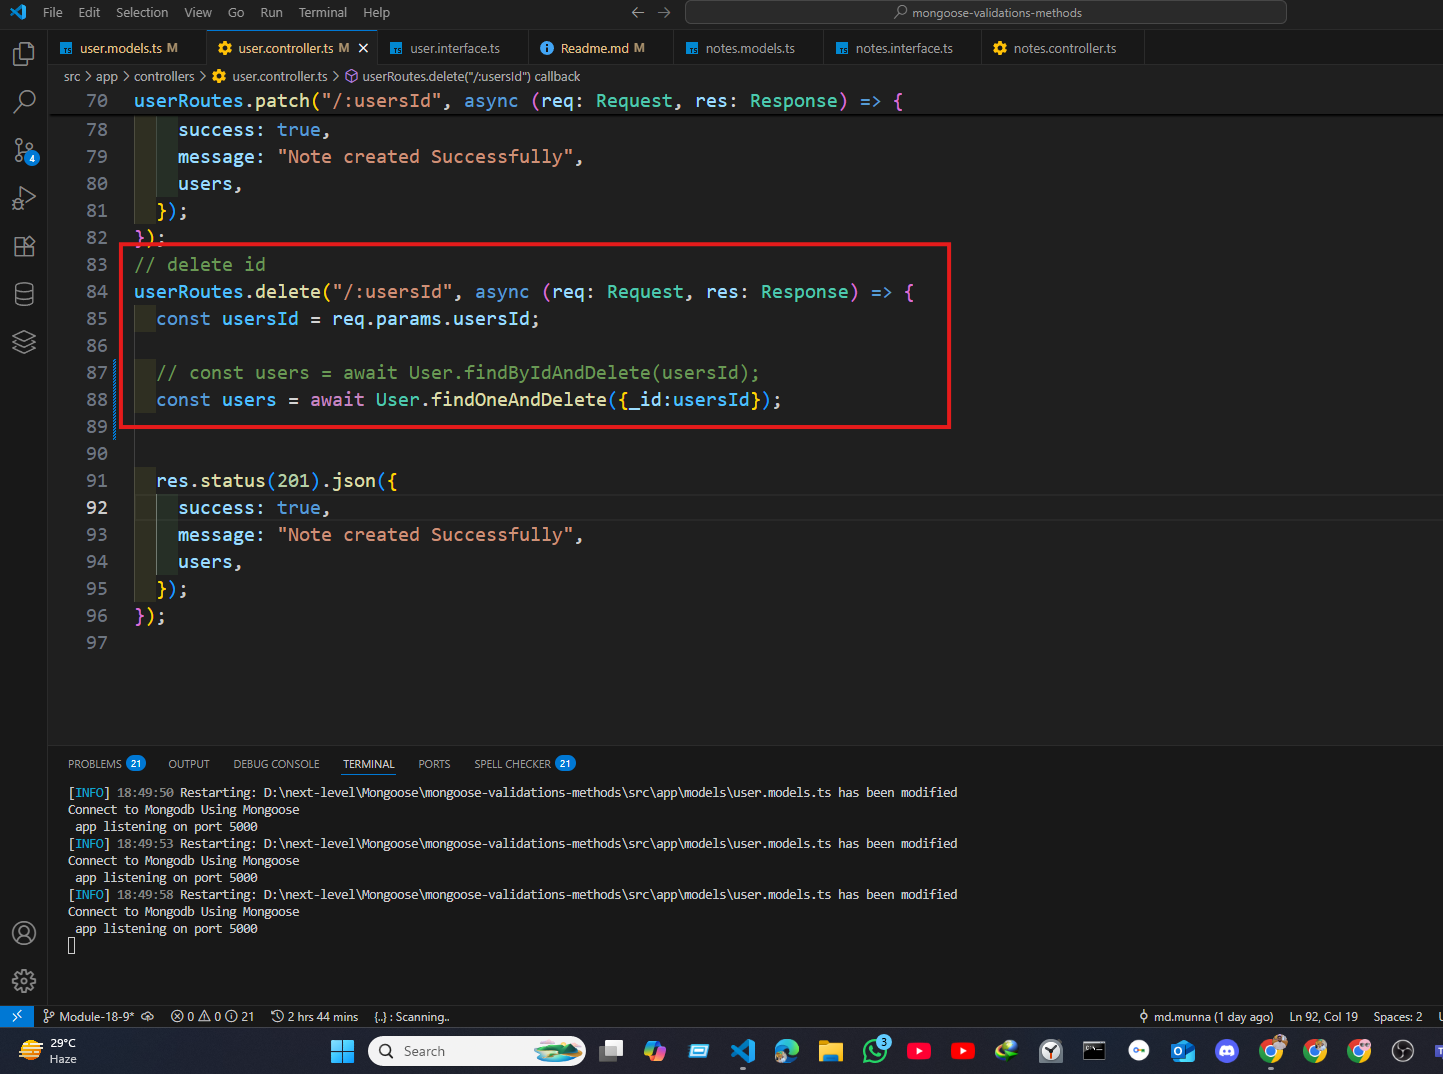 File Edit Selection View Go Run Terminal Help
mongoose-validations-methods
user.models.ts M
user.controller.ts M
user.interface.ts
Readme.md M
notes.models.ts
notes.interface.ts
notes.controller.ts
src > app > controllers > user.controller.ts > userRoutes.delete("/:usersId") callback
70 userRoutes.patch("/:usersId", async (req: Request, res: Response) => {
78 success: true,
79 message: "Note created Successfully",
80 users,
81 });
82 });
83 // delete id
84 userRoutes.delete("/:usersId", async (req: Request, res: Response) => {
85 const usersId = req.params.usersId;
86
87 // const users = await User.findByIdAndDelete(usersId);
88 const users = await User.findOneAndDelete({_id:usersId});
89
90
91 res.status(201).json({
92 success: true,
93 message: "Note created Successfully",
94 users,
95 });
96 });
97
4
PROBLEMS 21 OUTPUT DEBUG CONSOLE TERMINAL PORTS SPELL CHECKER 21
[INFO] 18:49:50 Restarting: D:\next-level\Mongoose\mongoose-validations-methods\src\app\models\user.models.ts has been modified
Connect to Mongodb Using Mongoose
app listening on port 5000
[INFO] 18:49:53 Restarting: D:\next-level\Mongoose\mongoose-validations-methods\src\app\models\user.models.ts has been modified
Connect to Mongodb Using Mongoose
app listening on port 5000
[INFO] 18:49:58 Restarting: D:\next-level\Mongoose\mongoose-validations-methods\src\app\models\user.models.ts has been modified
Connect to Mongodb Using Mongoose
app listening on port 5000
Module-18-9* 0 0 21 2 hrs 44 mins {..} : Scanning.. md.munna (1 day ago) Ln 92, Col 19 Spaces: 2
29°C
Haze
Search
3